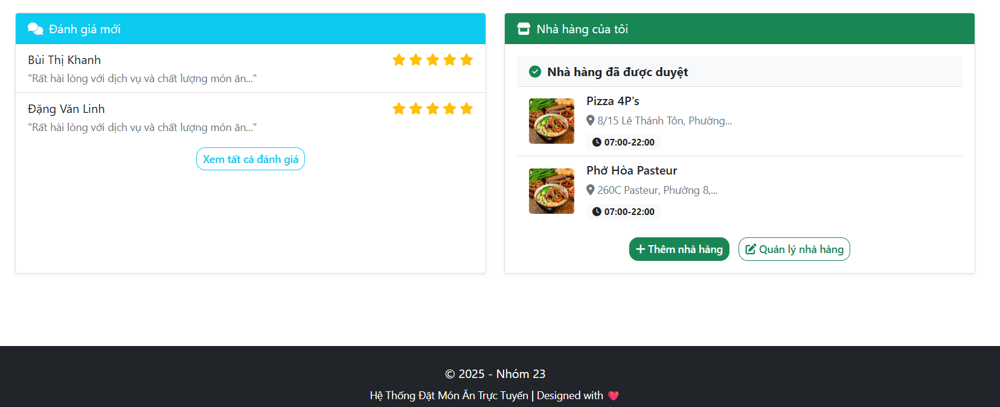 Đánh giá mới
Bùi Thị Khanh
"Rất hài lòng với dịch vụ và chất lượng món ăn..."
Đặng Văn Linh
"Rất hài lòng với dịch vụ và chất lượng món ăn..."
Xem tất cả đánh giá
Nhà hàng của tôi
Nhà hàng đã được duyệt
Pizza 4P's
8/15 Lê Thánh Tôn, Phường...
07:00-22:00
Phở Hòa Pasteur
260C Pasteur, Phường 8,...
07:00-22:00
Thêm nhà hàng
Quản lý nhà hàng
© 2025 - Nhóm 23
Hệ Thống Đặt Món Ăn Trực Tuyến | Designed with